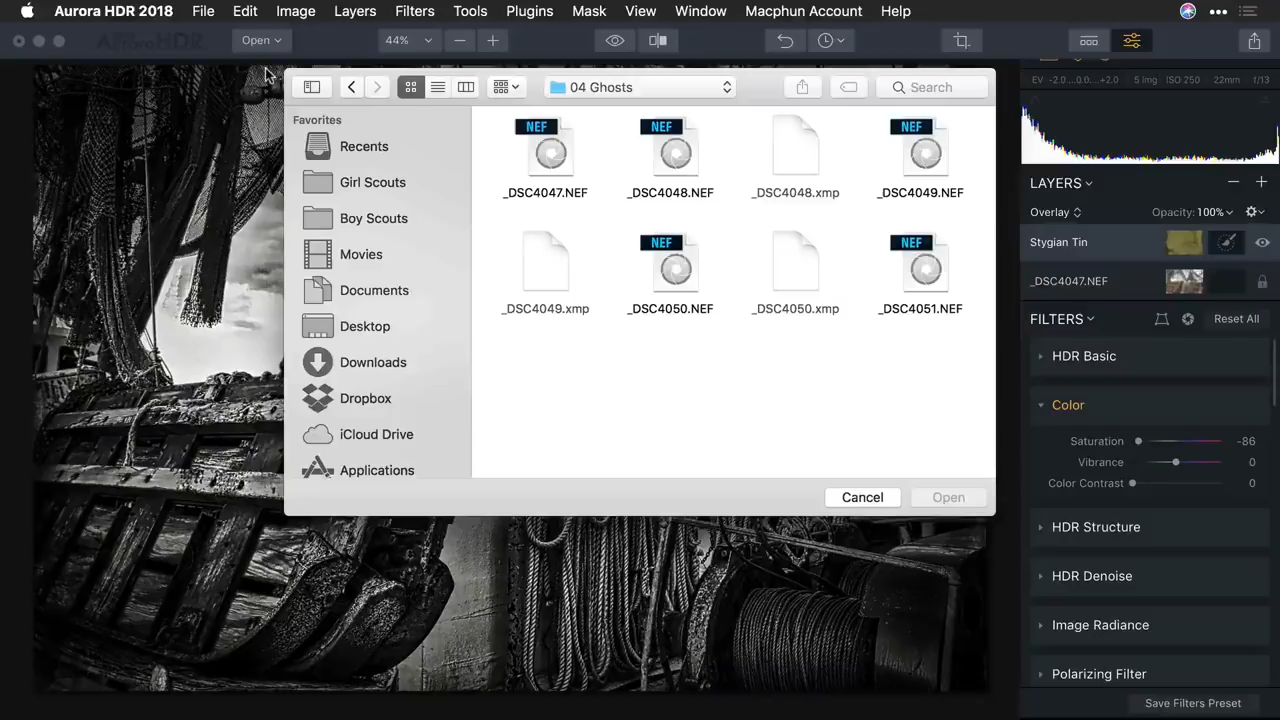 Aurora HDR 2018 File Edit Image Layers Filters Tools Plugins Mask View Window Macphun Account Help
AuroraHDR Open 44%
EV -2.0....0.0...+2.0 5 img ISO 250 22mm f/13
04 Ghosts Search
Favorites
Recents
Girl Scouts
Boy Scouts
Movies
Documents
Desktop
Downloads
Dropbox
iCloud Drive
Applications
NEF NEF NEF
_DSC4047.NEF _DSC4048.NEF _DSC4048.xmp _DSC4049.NEF
NEF NEF
_DSC4049.xmp _DSC4050.NEF _DSC4050.xmp _DSC4051.NEF
Cancel Open
LAYERS
Overlay Opacity: 100%
Stygian Tin
_DSC4047.NEF
FILTERS Reset All
HDR Basic
Color
Saturation -86
Vibrance 0
Color Contrast 0
HDR Structure
HDR Denoise
Image Radiance
Polarizing Filter
Save Filters Preset